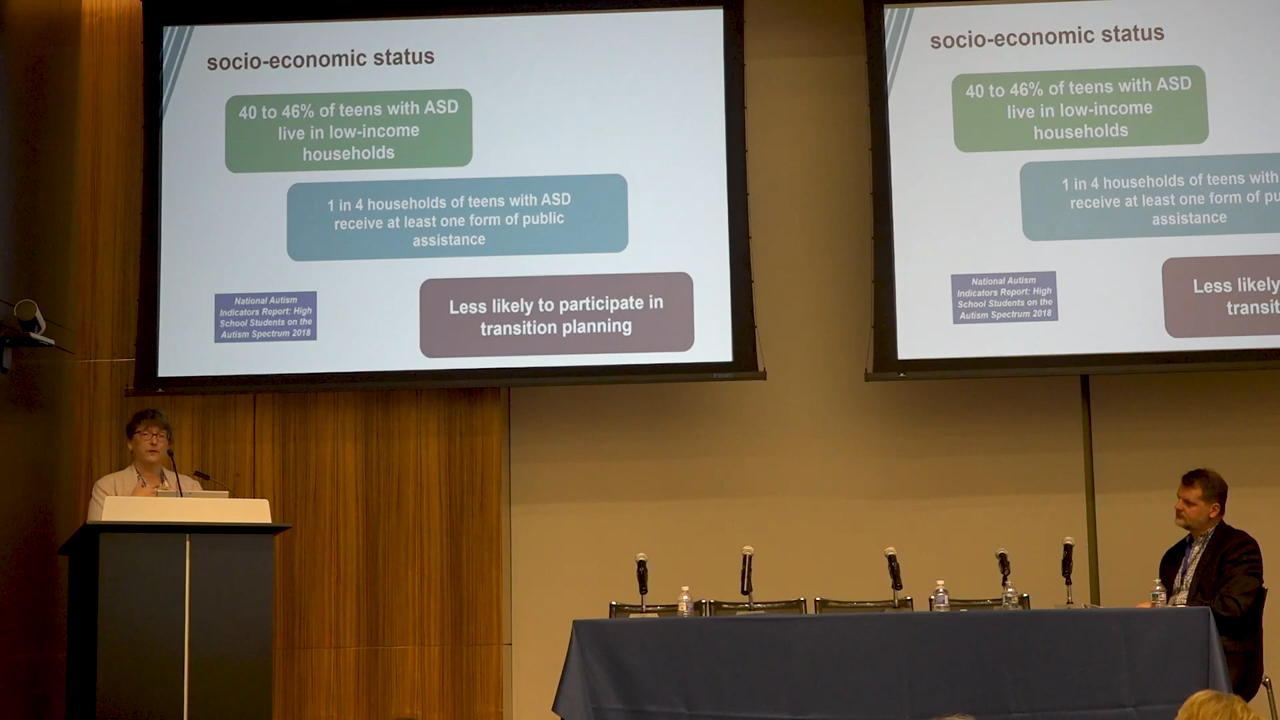 socio-economic status
40 to 46% of teens with ASD
live in low-income
households
1 in 4 households of teens with ASD
receive at least one form of public
assistance
National Autism
Indicators Report: High
School Students on the
Autism Spectrum 2018
Less likely to participate in
transition planning
socio-economic status
40 to 46% of teens with ASD
live in low-income
households
1 in 4 households of teens with
receive at least one form of pu
assistance
National Autism
Indicators Report: High
School Students on the
Autism Spectrum 2018
Less likely
transit